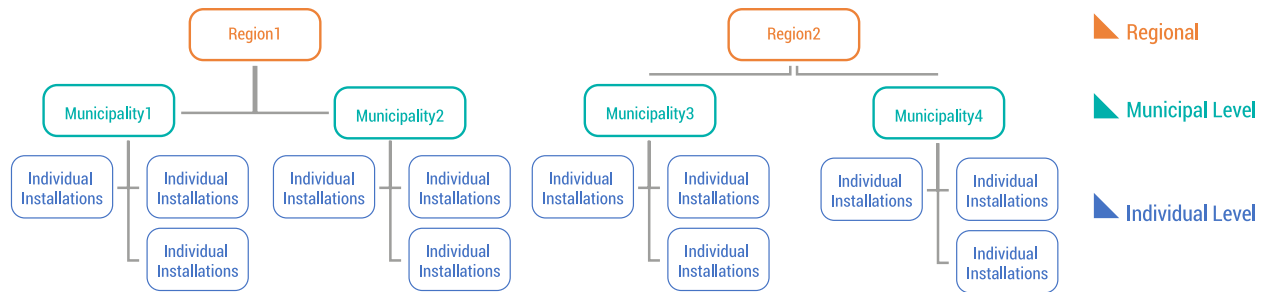 Region1
Region2
Regional
Municipality1
Municipality2
Municipality3
Municipality4
Municipal Level
Individual
Installations
Individual
Installations
Individual
Installations
Individual
Installations
Individual
Installations
Individual
Installations
Individual
Installations
Individual
Installations
Individual Level
Individual
Installations
Individual
Installations
Individual
Installations
Individual
Installations